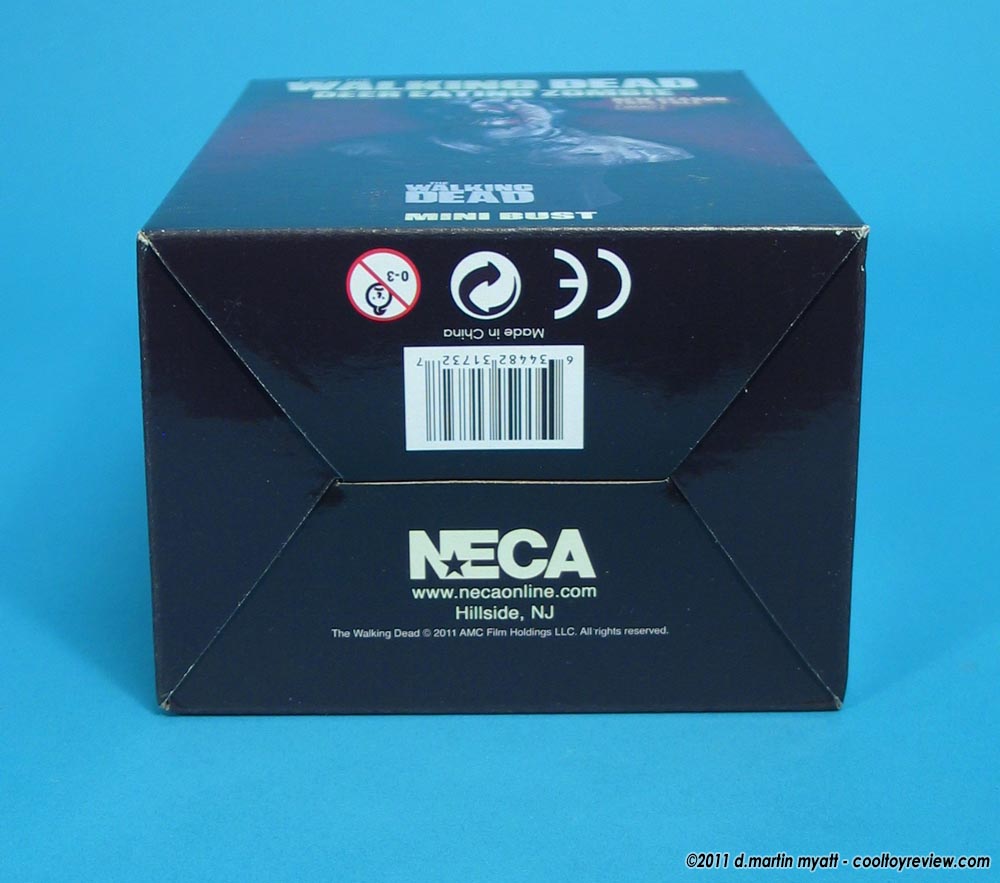 THE
WALKING DEAD
DEER EATING ZOMBIE
THE
WALKING
DEAD
MINI BUST
0-3
CE
Made in China
6 34482 31732 7
NECA
www.necaonline.com
Hillside, NJ
The Walking Dead © 2011 AMC Film Holdings LLC. All rights reserved.
©2011 d.martin myatt - cooltoyreview.com